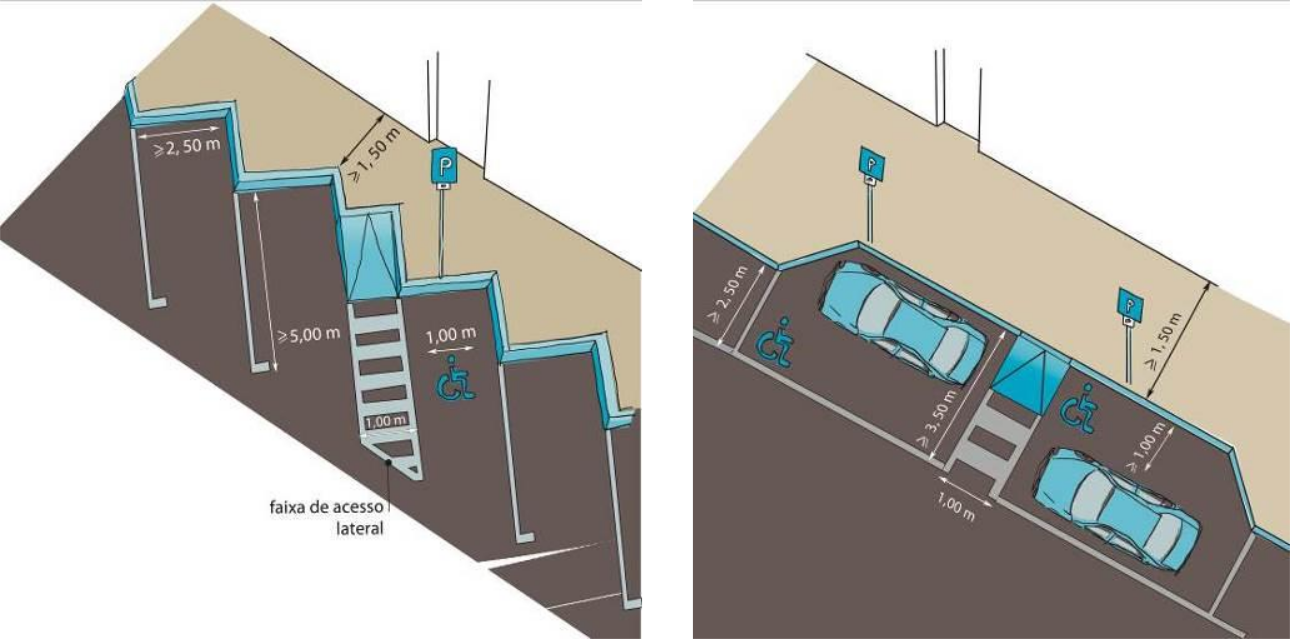 ≥2, 50 m
≥1, 50 m
P
≥5,00 m
1,00 m
1,00 m
faixa de acesso
lateral
P
≥ 2, 50 m
P
≥ 1, 50 m
≥ 3, 50 m
≥ 1,00 m
1,00 m